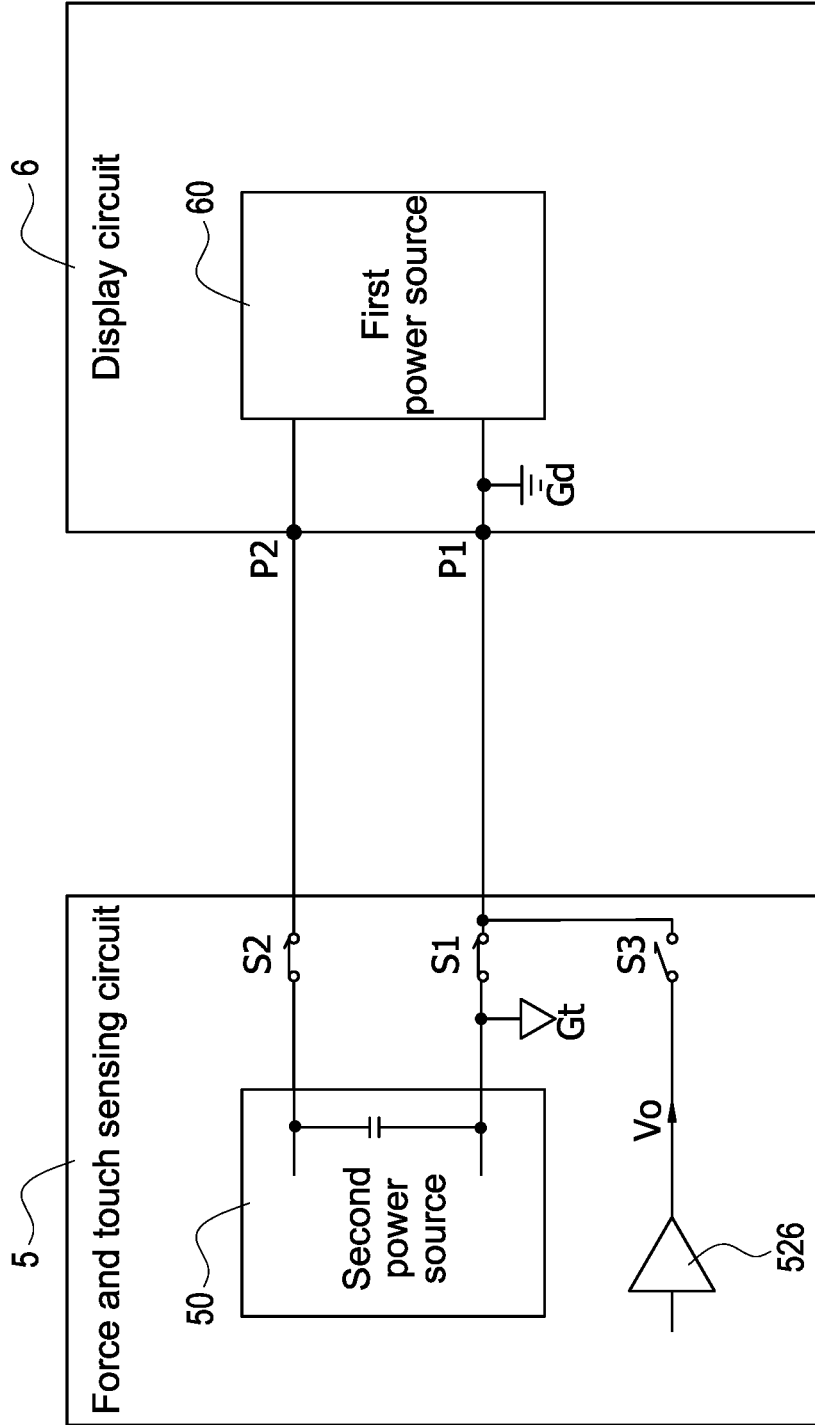 5
Force and touch sensing circuit
50
Second
power
source
S2
S1
Gt
S3
Vo
526
6
Display circuit
60
First
power source
P2
P1
Gd